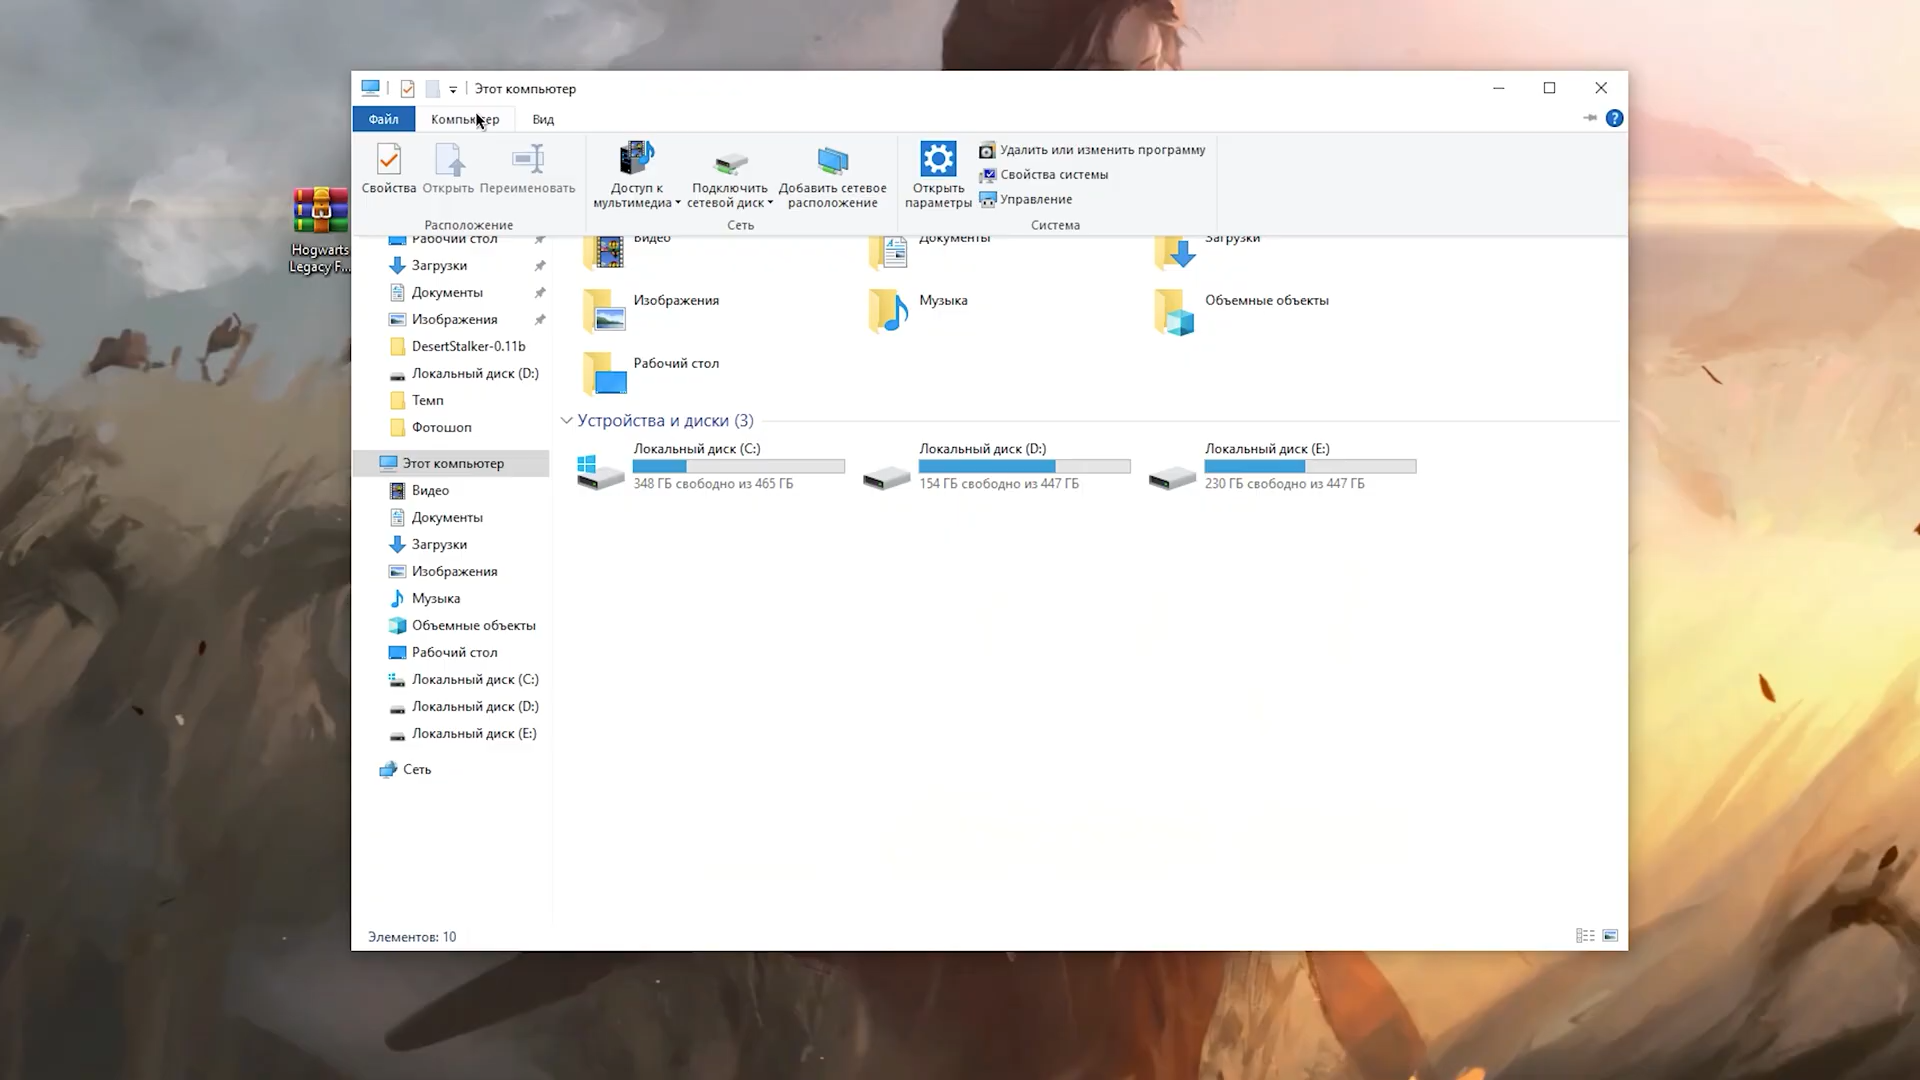 Этот компьютер
Файл
Компьютер
Вид
Свойства
Открыть
Переименовать
Расположение
Доступ к
мультимедиа
Подключить
сетевой диск
Добавить сетевое
расположение
Сеть
Открыть
параметры
Удалить или изменить программу
Свойства системы
Управление
Система
Hogwarts
Legacy F...
Рабочий стол
Загрузки
Документы
Изображения
DesertStalker-0.11b
Локальный диск (D:)
Темп
Фотошоп
Этот компьютер
Видео
Документы
Загрузки
Изображения
Музыка
Объемные объекты
Рабочий стол
Локальный диск (C:)
Локальный диск (D:)
Локальный диск (E:)
Сеть
Видео
Документы
Загрузки
Изображения
Музыка
Объемные объекты
Рабочий стол
Устройства и диски (3)
Локальный диск (C:)
348 ГБ свободно из 465 ГБ
Локальный диск (D:)
154 ГБ свободно из 447 ГБ
Локальный диск (E:)
230 ГБ свободно из 447 ГБ
Элементов: 10